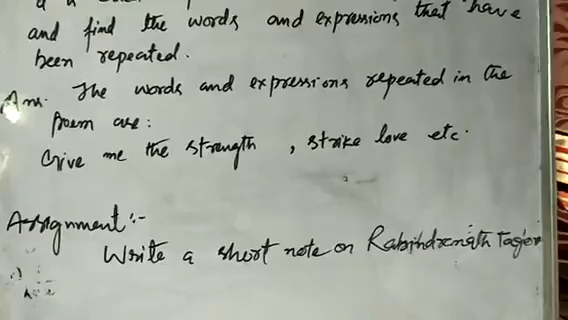 and find the words and expressions that have
been repeated.
Ans. The words and expressions repeated in the
Poem are:
Give me the strength , strike love etc.
Assignment:-
Write a short note on Rabindranath Tagor